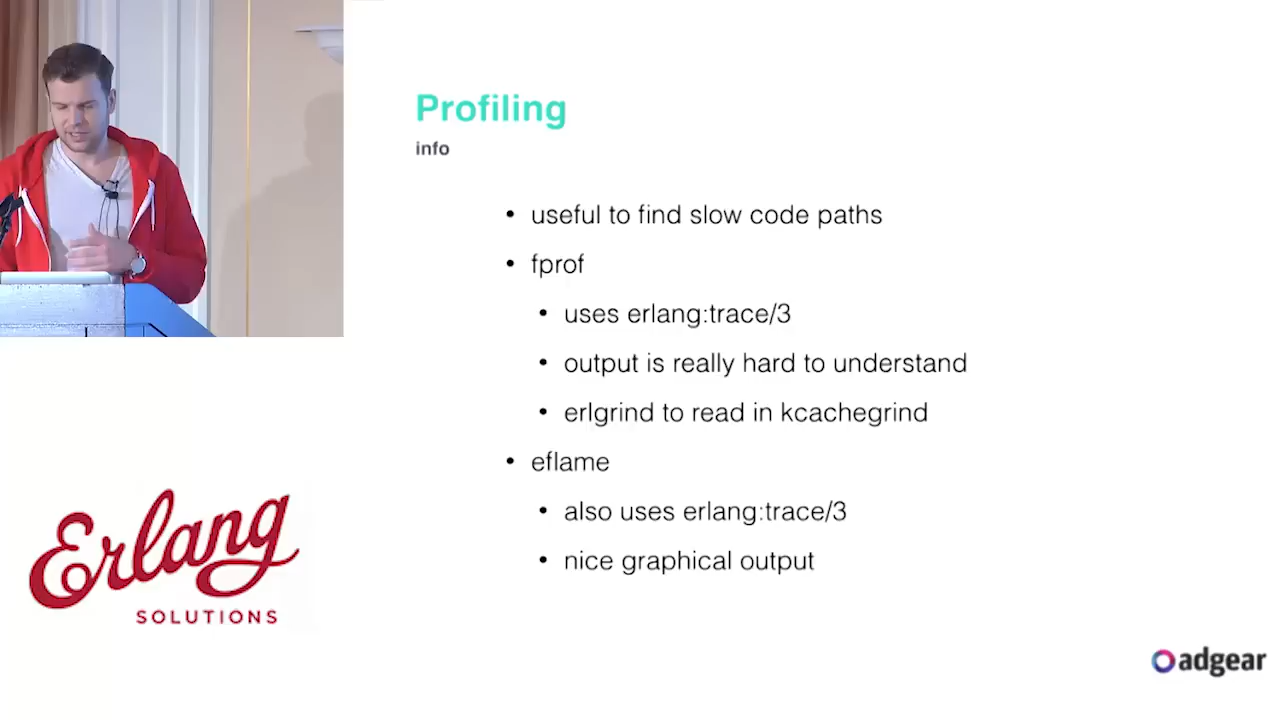 Profiling
info
• useful to find slow code paths
• fprof
• uses erlang:trace/3
• output is really hard to understand
• erlgrind to read in kcachegrind
• eflame
• also uses erlang:trace/3
• nice graphical output
Erlang
SOLUTIONS
adgear